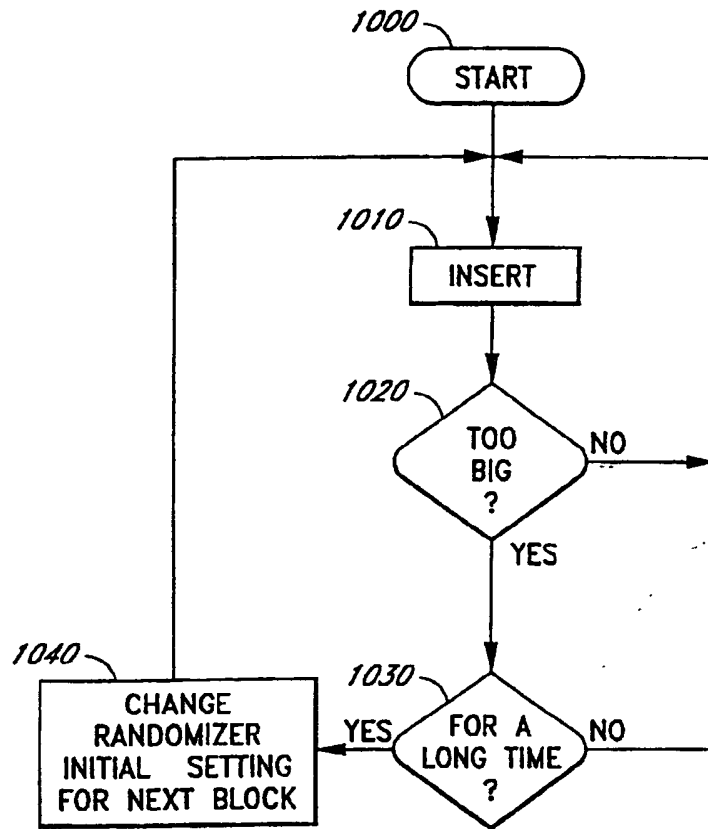 1000
START
1010
INSERT
1020
TOO
BIG
?
NO
YES
1040
CHANGE
RANDOMIZER
INITIAL SETTING
FOR NEXT BLOCK
YES
1030
FOR A
LONG TIME
?
NO